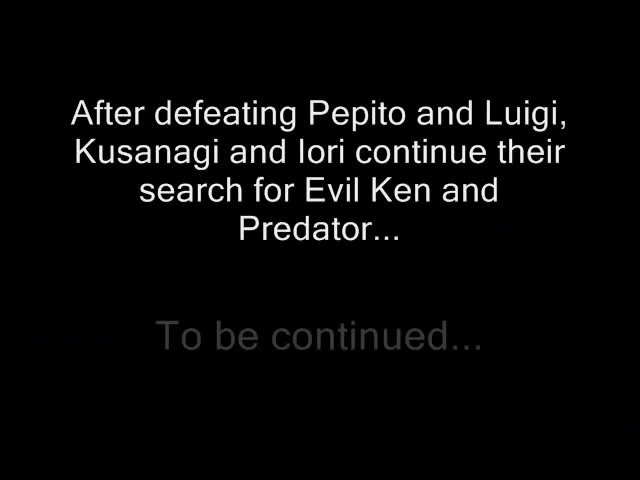 After defeating Pepito and Luigi,
Kusanagi and Iori continue their
search for Evil Ken and
Predator...
To be continued...